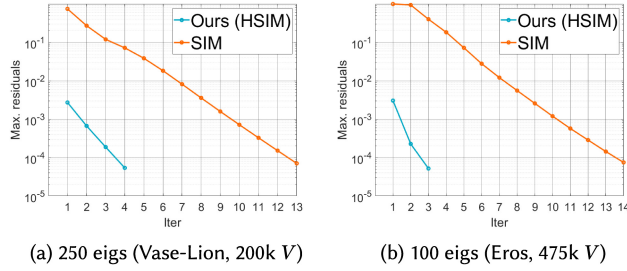 Ours (HSIM)
SIM
Max. residuals
10^-1
10^-2
10^-3
10^-4
10^-5
1 2 3 4 5 6 7 8 9 10 11 12 13
Iter
(a) 250 eigs (Vase-Lion, 200k V)
Ours (HSIM)
SIM
Max. residuals
10^-1
10^-2
10^-3
10^-4
10^-5
1 2 3 4 5 6 7 8 9 10 11 12 13 14
Iter
(b) 100 eigs (Eros, 475k V)